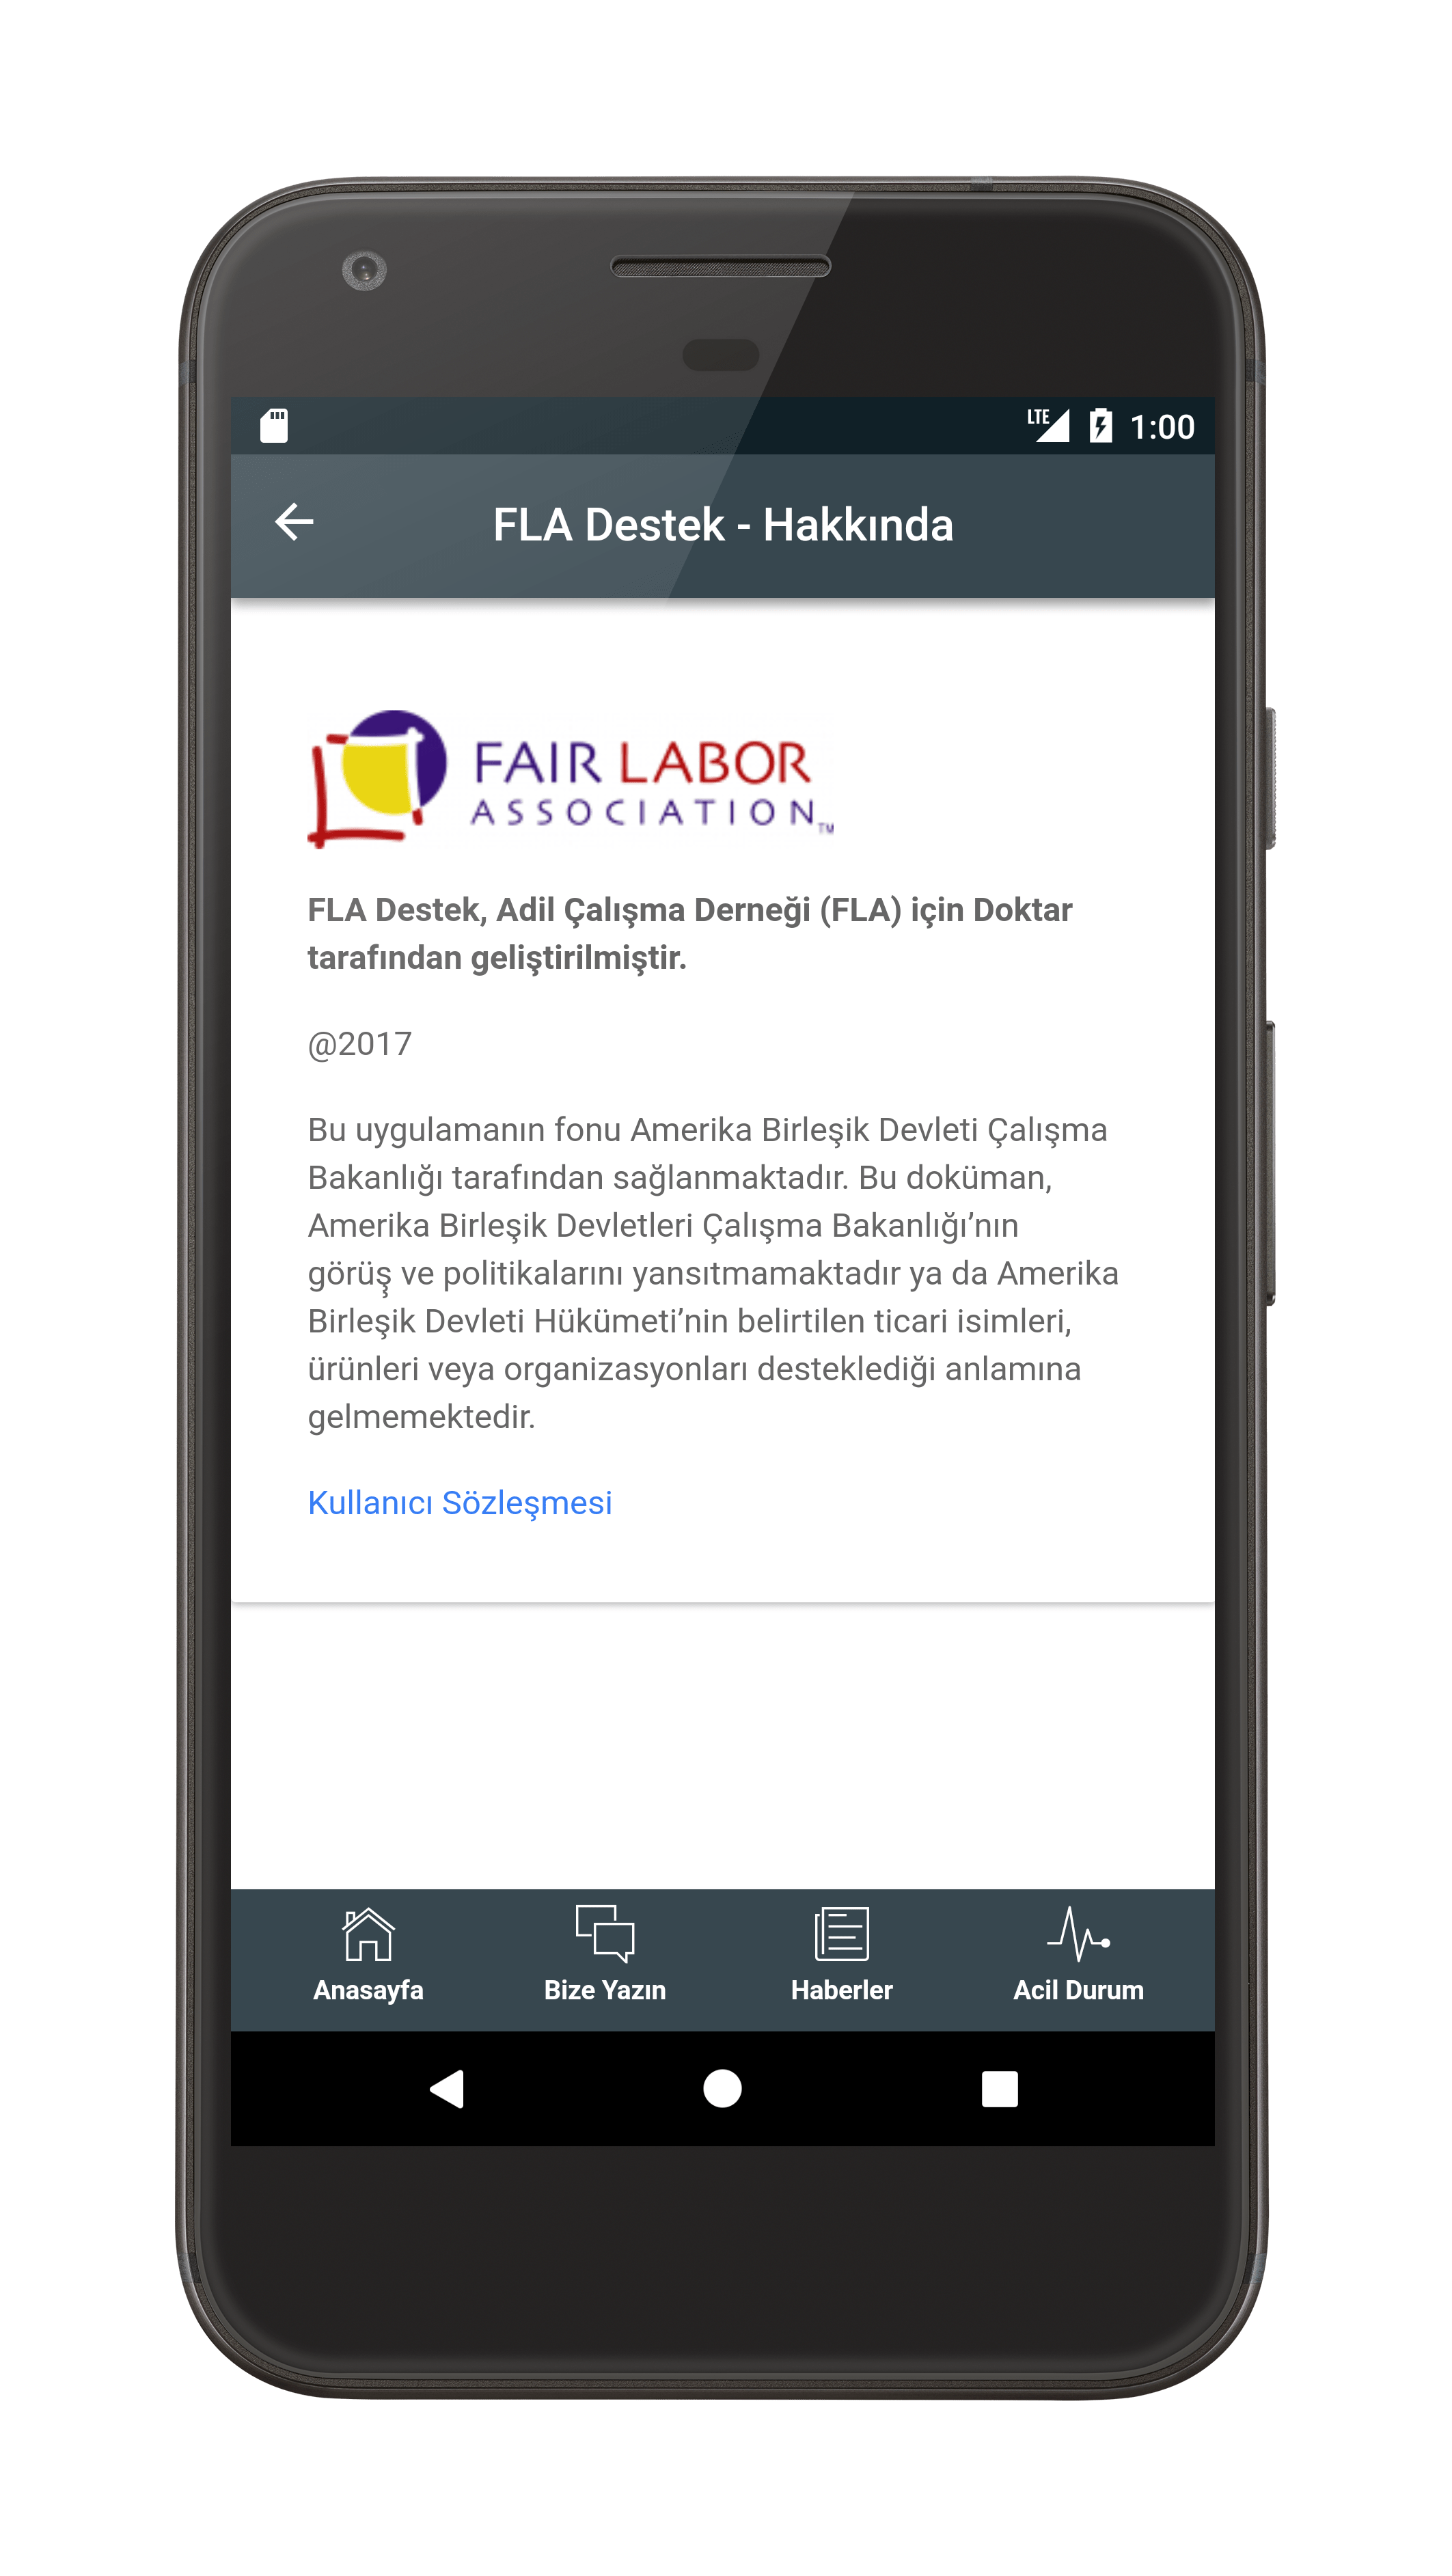 LTE 1:00
FLA Destek - Hakkında
FAIR LABOR
ASSOCIATION™
FLA Destek, Adil Çalışma Derneği (FLA) için Doktar
tarafından geliştirilmiştir.
@2017
Bu uygulamanın fonu Amerika Birleşik Devleti Çalışma
Bakanlığı tarafından sağlanmaktadır. Bu doküman,
Amerika Birleşik Devletleri Çalışma Bakanlığı’nın
görüş̧ ve politikalarını yansıtmamaktadır ya da Amerika
Birleşik Devleti Hükümeti’nin belirtilen ticari isimleri,
ürünleri veya organizasyonları desteklediği anlamına
gelmemektedir.
Kullanıcı Sözleşmesi
Anasayfa Bize Yazın Haberler Acil Durum